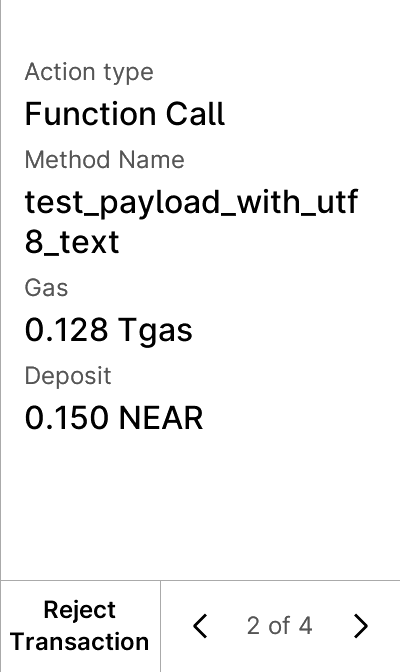 Action type
Function Call
Method Name
test_payload_with_utf
8_text
Gas
0.128 Tgas
Deposit
0.150 NEAR
Reject
Transaction
2 of 4